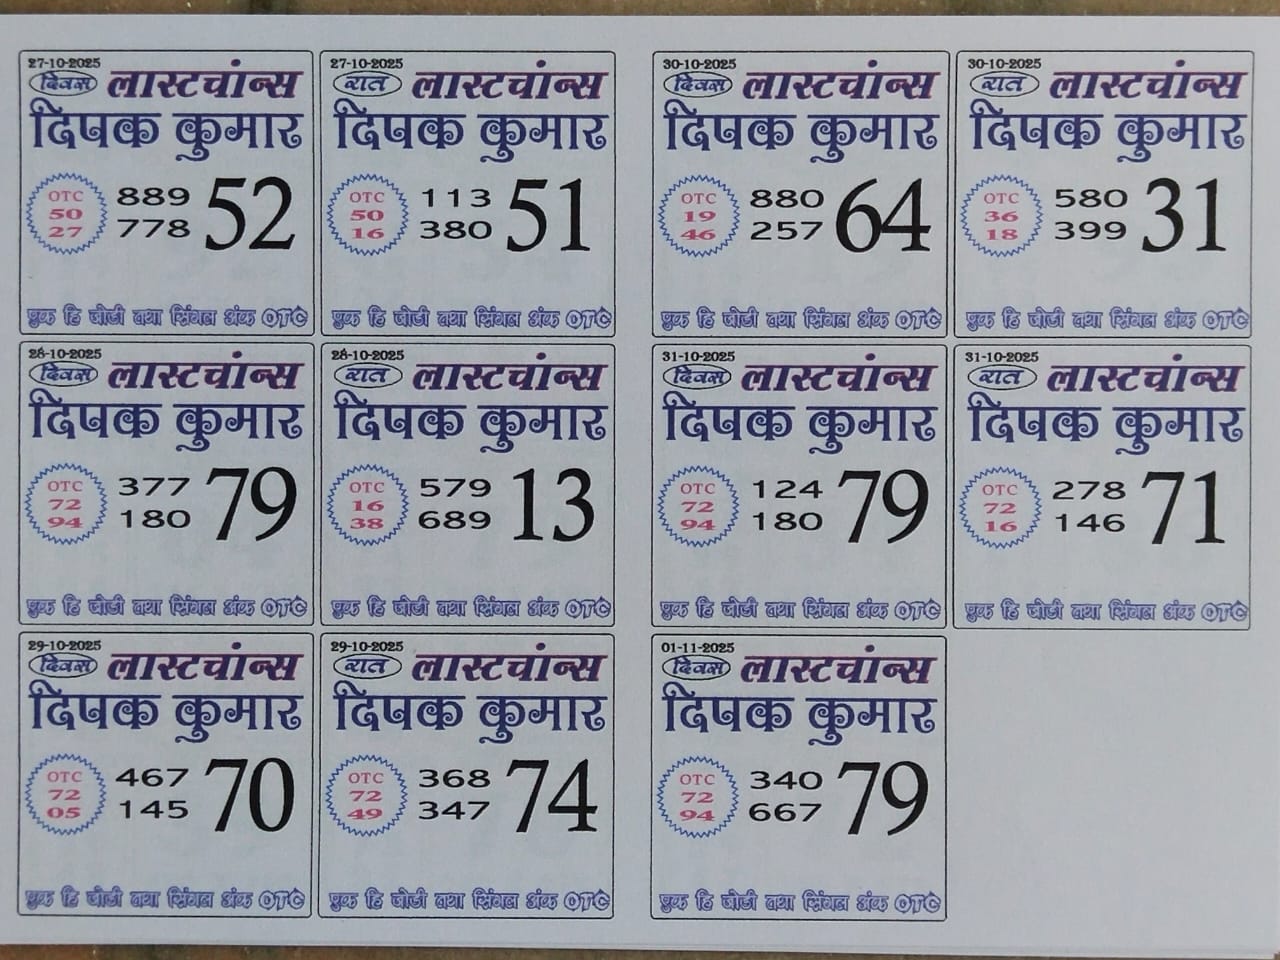 27-10-2025
दिवस लास्टचांन्स
दिपक कुमार
OTC
50
27
889
778
52
एक हि जोडी तथा सिंगल अंक OTC
27-10-2025
रात लास्टचांन्स
दिपक कुमार
OTC
50
16
113
380
51
एक हि जोडी तथा सिंगल अंक OTC
30-10-2025
दिवस लास्टचांन्स
दिपक कुमार
OTC
19
46
880
257
64
एक हि जोडी तथा सिंगल अंक OTC
30-10-2025
रात लास्टचांन्स
दिपक कुमार
OTC
36
18
580
399
31
एक हि जोडी तथा सिंगल अंक OTC
28-10-2025
दिवस लास्टचांन्स
दिपक कुमार
OTC
72
94
377
180
79
एक हि जोडी तथा सिंगल अंक OTC
28-10-2025
रात लास्टचांन्स
दिपक कुमार
OTC
16
38
579
689
13
एक हि जोडी तथा सिंगल अंक OTC
31-10-2025
दिवस लास्टचांन्स
दिपक कुमार
OTC
72
94
124
180
79
एक हि जोडी तथा सिंगल अंक OTC
31-10-2025
रात लास्टचांन्स
दिपक कुमार
OTC
72
16
278
146
71
एक हि जोडी तथा सिंगल अंक OTC
29-10-2025
दिवस लास्टचांन्स
दिपक कुमार
OTC
72
05
467
145
70
एक हि जोडी तथा सिंगल अंक OTC
29-10-2025
रात लास्टचांन्स
दिपक कुमार
OTC
72
49
368
347
74
एक हि जोडी तथा सिंगल अंक OTC
01-11-2025
दिवस लास्टचांन्स
दिपक कुमार
OTC
72
94
340
667
79
एक हि जोडी तथा सिंगल अंक OTC